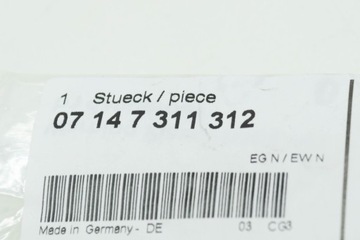 1 Stueck / piece
07 14 7 311 312
EG N / EW N
Made in Germany - DE 03 CG3